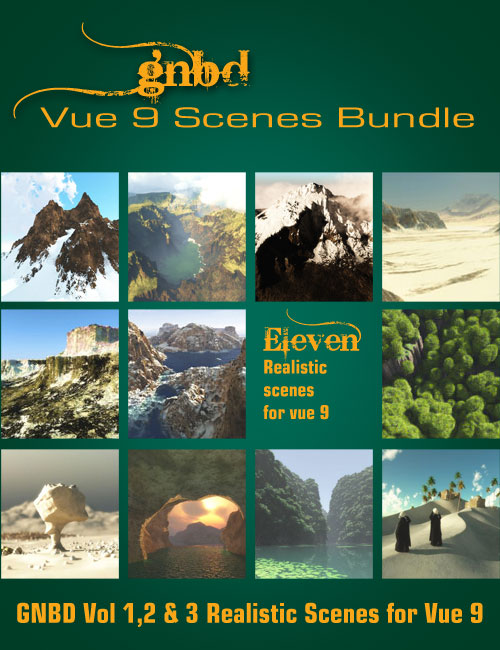 gnbd
Vue 9 Scenes Bundle
Eleven
Realistic
scenes
for vue 9
GNBD Vol 1,2 & 3 Realistic Scenes for Vue 9